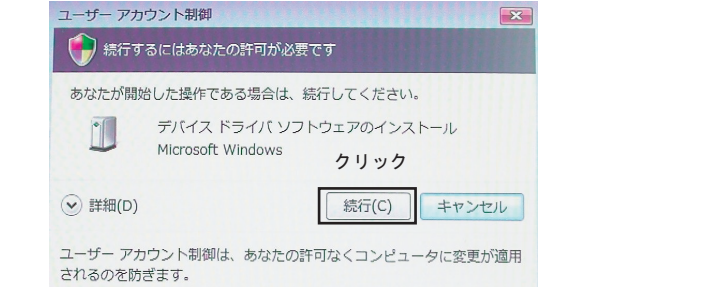 ユーザー アカウント制御
続行するにはあなたの許可が必要です
あなたが開始した操作である場合は、続行してください。
デバイス ドライバ ソフトウェアのインストール
Microsoft Windows
クリック
詳細(D)
続行(C)
キャンセル
ユーザー アカウント制御は、あなたの許可なくコンピュータに変更が適用
されるのを防ぎます。